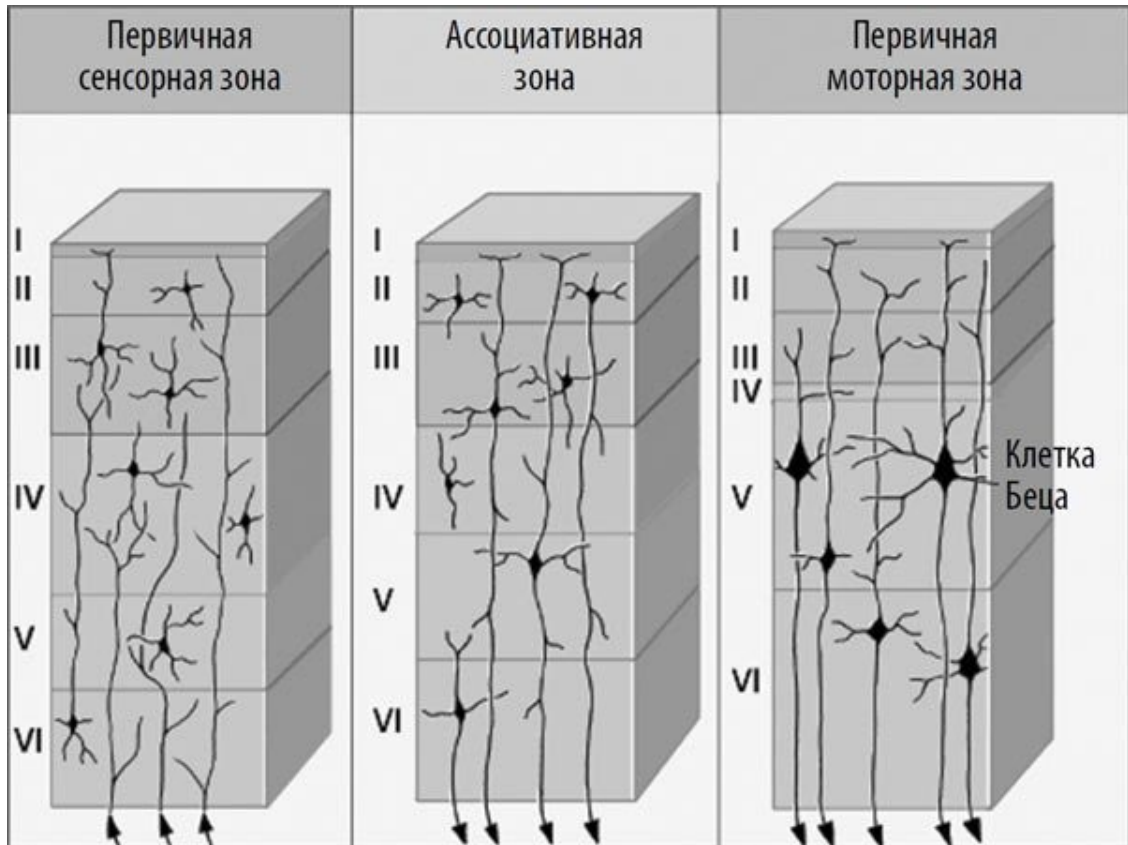 Первичная
сенсорная зона
Ассоциативная
зона
Первичная
моторная зона
I
II
III
IV
V
VI
I
II
III
IV
V
VI
I
II
III
IV
V
VI
Клетка
Беца